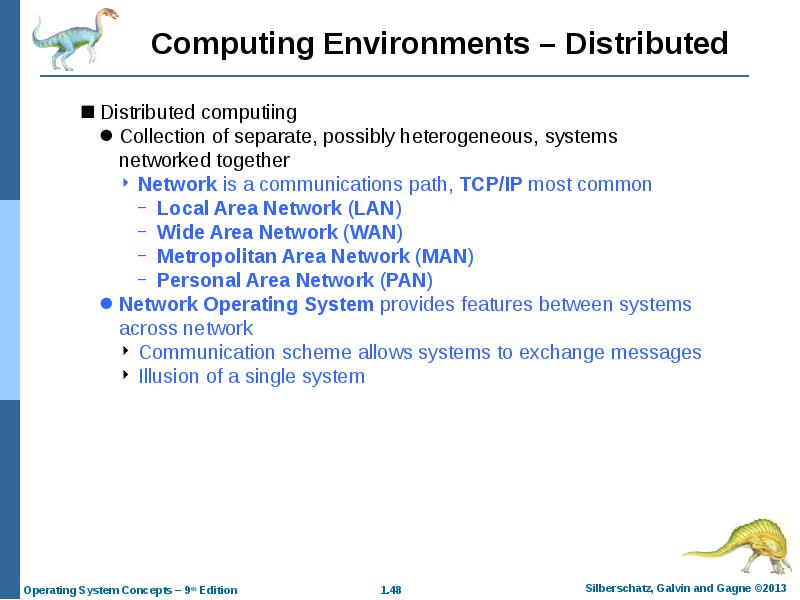 Computing Environments – Distributed
■ Distributed computiing
● Collection of separate, possibly heterogeneous, systems
networked together
‣ Network is a communications path, TCP/IP most common
– Local Area Network (LAN)
– Wide Area Network (WAN)
– Metropolitan Area Network (MAN)
– Personal Area Network (PAN)
● Network Operating System provides features between systems
across network
‣ Communication scheme allows systems to exchange messages
‣ Illusion of a single system
Operating System Concepts – 9th Edition
1.48
Silberschatz, Galvin and Gagne ©2013